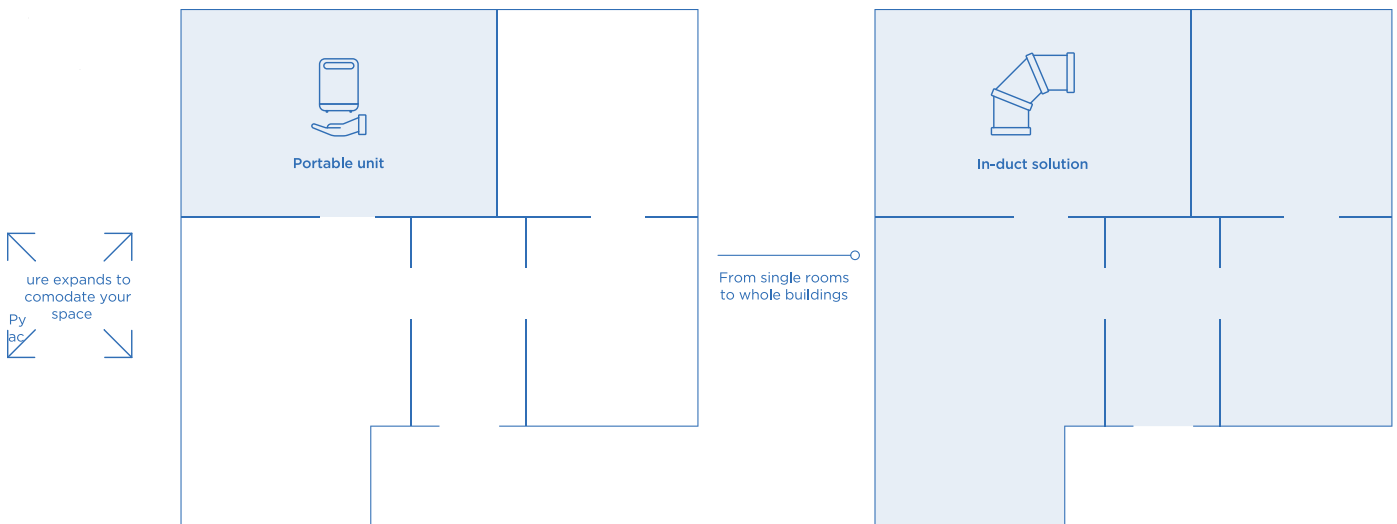 Portable unit
In-duct solution
ure expands to
comodate your
space
Py
ac
From single rooms
to whole buildings